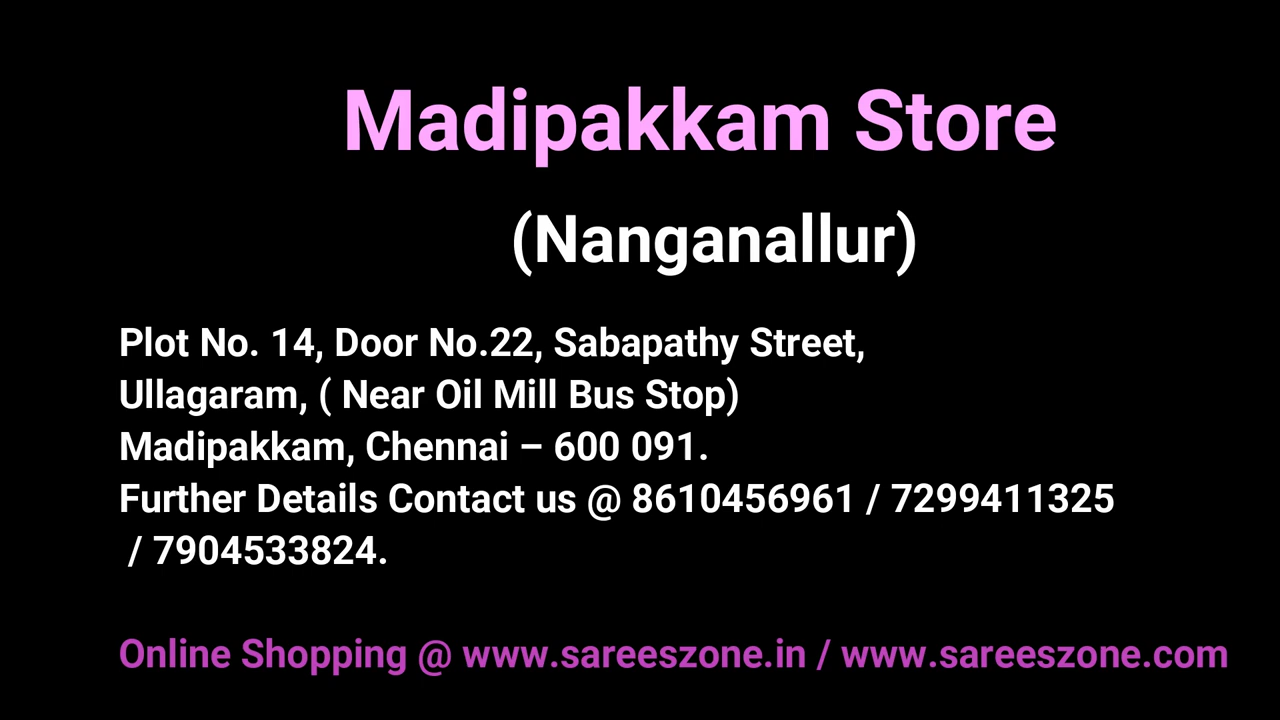 Madipakkam Store
(Nanganallur)
Plot No. 14, Door No.22, Sabapathy Street,
Ullagaram, ( Near Oil Mill Bus Stop)
Madipakkam, Chennai – 600 091.
Further Details Contact us @ 8610456961 / 7299411325
/ 7904533824.
Online Shopping @ www.sareeszone.in / www.sareeszone.com